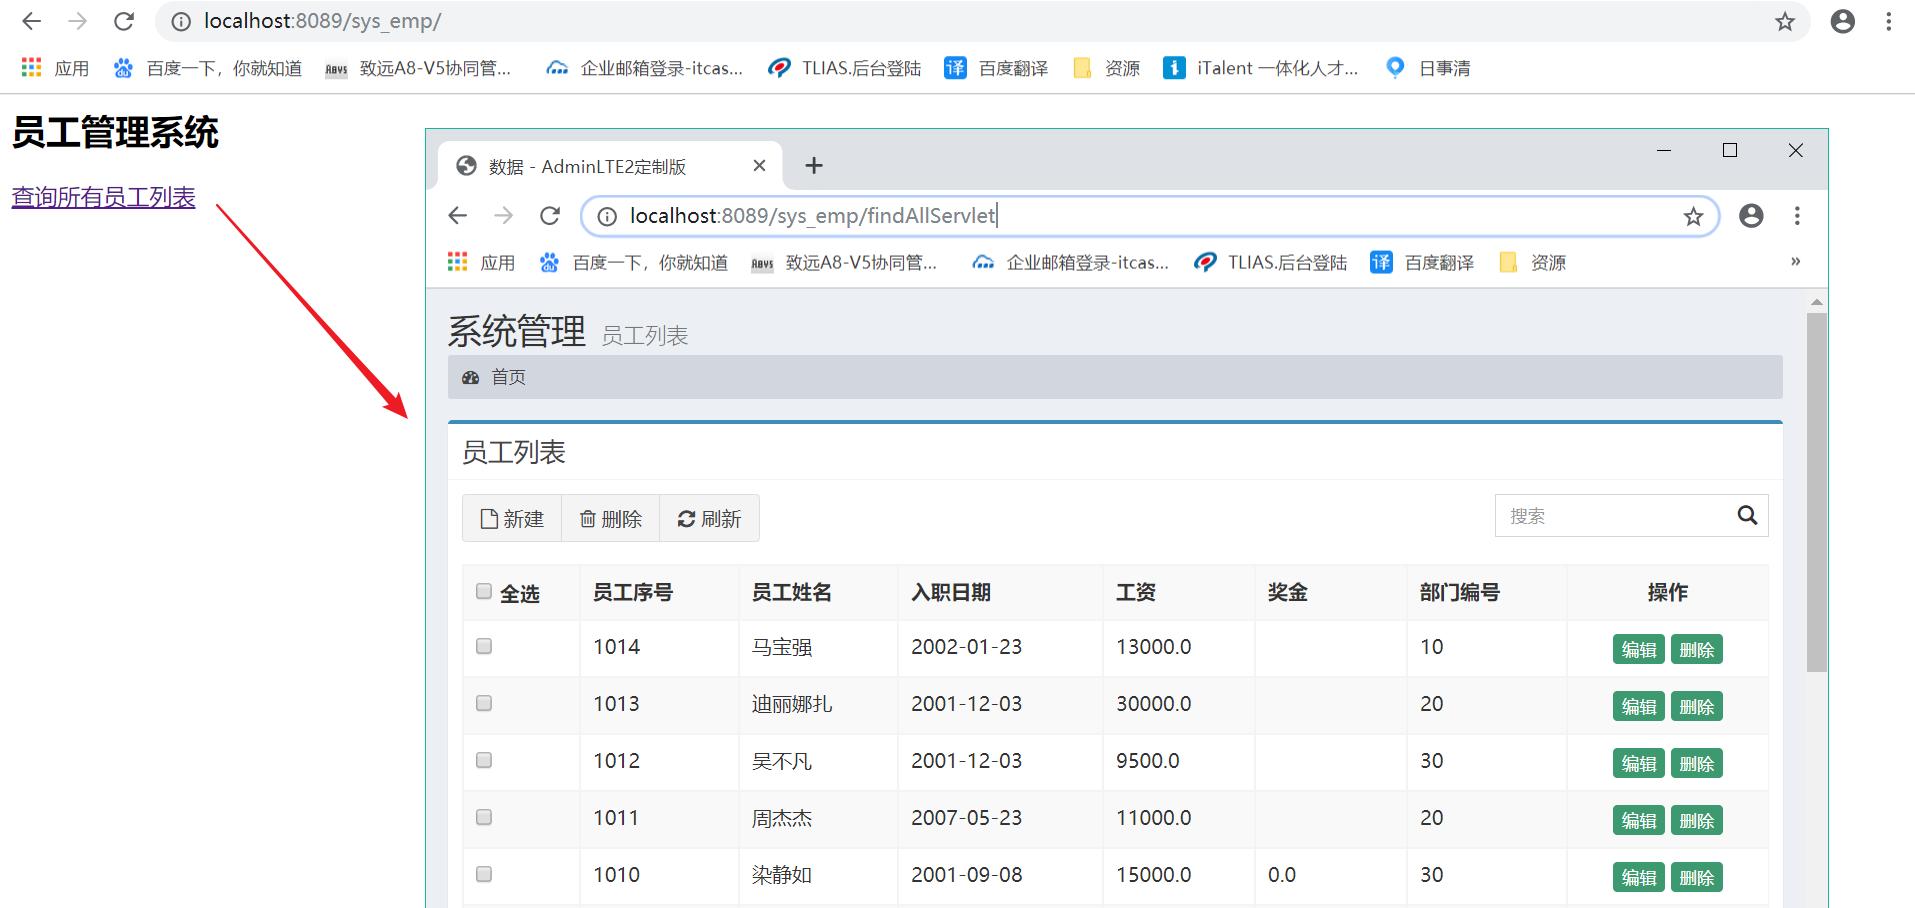 localhost:8089/sys_emp/
应用 百度一下，你就知道 致远A8-V5协同管... 企业邮箱登录-itcas... TLIAS.后台登陆 译 百度翻译 资源 iTalent 一体化人才... 日事清
员工管理系统
查询所有员工列表
数据 - AdminLTE2定制版
localhost:8089/sys_emp/findAllServlet
应用 百度一下，你就知道 致远A8-V5协同管... 企业邮箱登录-itcas... TLIAS.后台登陆 译 百度翻译 资源 »
系统管理 员工列表
首页
员工列表
新建 删除 刷新 搜索
全选 员工序号 员工姓名 入职日期 工资 奖金 部门编号 操作
1014 马宝强 2002-01-23 13000.0 10 编辑 删除
1013 迪丽娜扎 2001-12-03 30000.0 20 编辑 删除
1012 吴不凡 2001-12-03 9500.0 30 编辑 删除
1011 周杰杰 2007-05-23 11000.0 20 编辑 删除
1010 染静如 2001-09-08 15000.0 0.0 30 编辑 删除